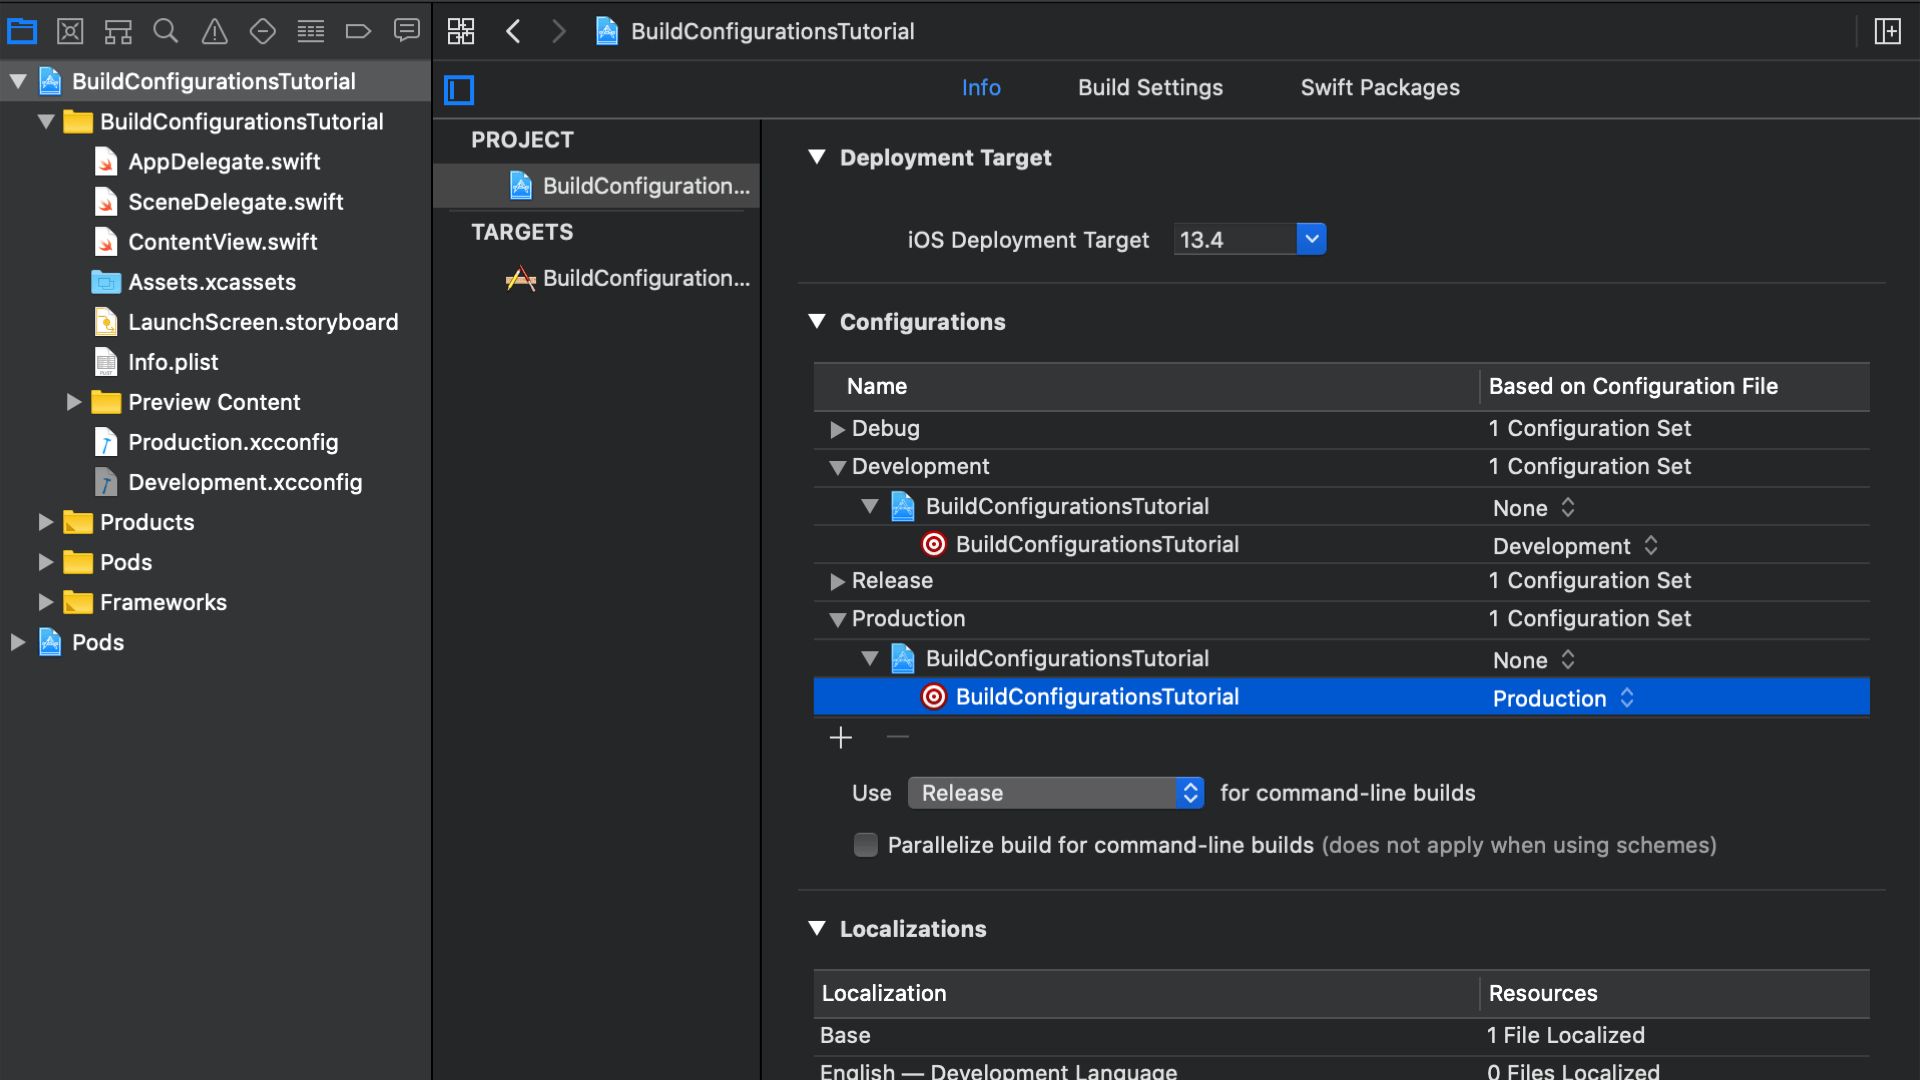 BuildConfigurationsTutorial
BuildConfigurationsTutorial
BuildConfigurationsTutorial
AppDelegate.swift
SceneDelegate.swift
ContentView.swift
Assets.xcassets
LaunchScreen.storyboard
Info.plist
Preview Content
Production.xcconfig
Development.xcconfig
Products
Pods
Frameworks
Pods
Info Build Settings Swift Packages
PROJECT
BuildConfiguration...
TARGETS
BuildConfiguration...
Deployment Target
iOS Deployment Target 13.4
Configurations
Name Based on Configuration File
Debug 1 Configuration Set
Development 1 Configuration Set
BuildConfigurationsTutorial None
BuildConfigurationsTutorial Development
Release 1 Configuration Set
Production 1 Configuration Set
BuildConfigurationsTutorial None
BuildConfigurationsTutorial Production
Use Release for command-line builds
Parallelize build for command-line builds (does not apply when using schemes)
Localizations
Localization Resources
Base 1 File Localized
English — Development Language 0 Files Localized